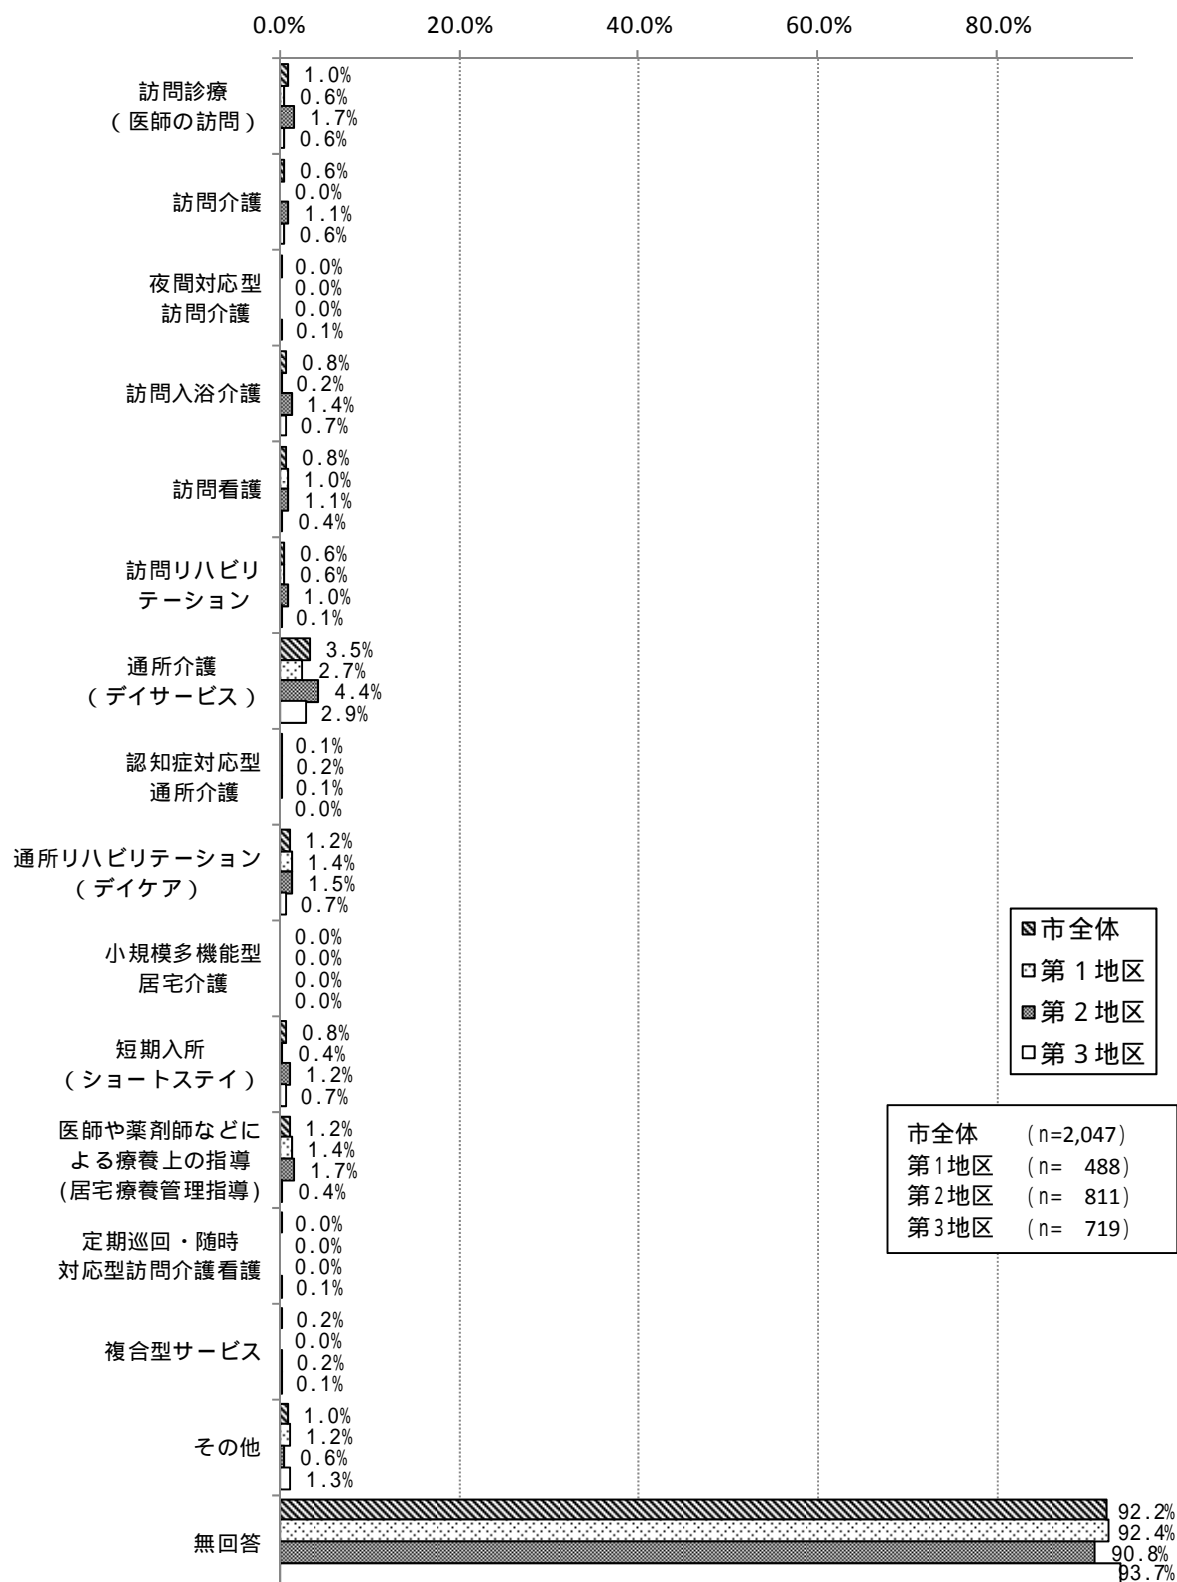 0.0% 20.0% 40.0% 60.0% 80.0%
訪問診療
（医師の訪問）
1.0%
0.6%
1.7%
0.6%
訪問介護
0.6%
0.0%
1.1%
0.6%
夜間対応型
訪問介護
0.0%
0.0%
0.0%
0.1%
訪問入浴介護
0.8%
0.2%
1.4%
0.7%
訪問看護
0.8%
1.0%
1.1%
0.4%
訪問リハビリ
テーション
0.6%
0.6%
1.0%
0.1%
通所介護
（デイサービス）
3.5%
2.7%
4.4%
2.9%
認知症対応型
通所介護
0.1%
0.2%
0.1%
0.0%
通所リハビリテーション
（デイケア）
1.2%
1.4%
1.5%
0.7%
小規模多機能型
居宅介護
0.0%
0.0%
0.0%
0.0%
短期入所
（ショートステイ）
0.8%
0.4%
1.2%
0.7%
医師や薬剤師などに
よる療養上の指導
(居宅療養管理指導)
1.2%
1.4%
1.7%
0.4%
定期巡回・随時
対応型訪問介護看護
0.0%
0.0%
0.0%
0.1%
複合型サービス
0.2%
0.0%
0.2%
0.1%
その他
1.0%
1.2%
0.6%
1.3%
無回答
92.2%
92.4%
90.8%
93.7%
市全体
第１地区
第２地区
第３地区
市全体 (n=2,047)
第1地区 (n= 488)
第2地区 (n= 811)
第3地区 (n= 719)